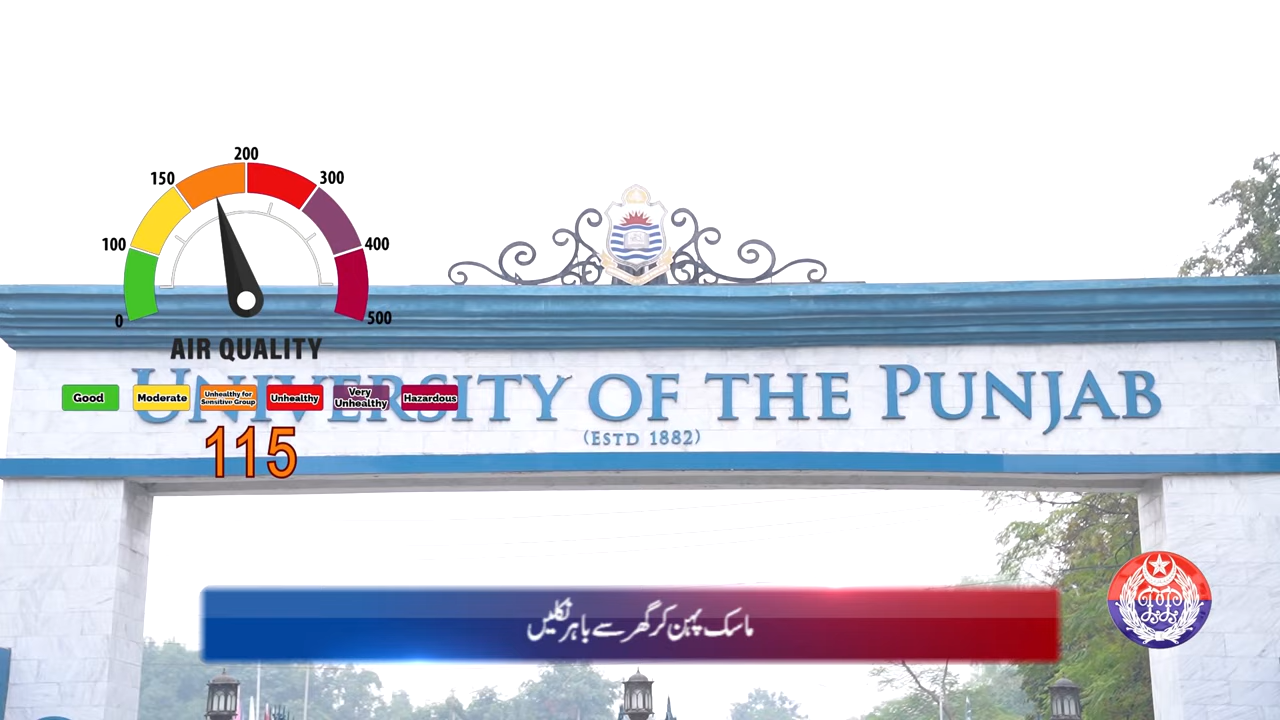 200
150
300
100
400
0
500
AIR QUALITY
Good
Moderate
Unhealthy for Sensitive Group
Unhealthy
Very Unhealthy
Hazardous
UNIVERSITY OF THE PUNJAB
(ESTD 1882)
115
ماسک پہن کر گھر سے باہر نکلیں